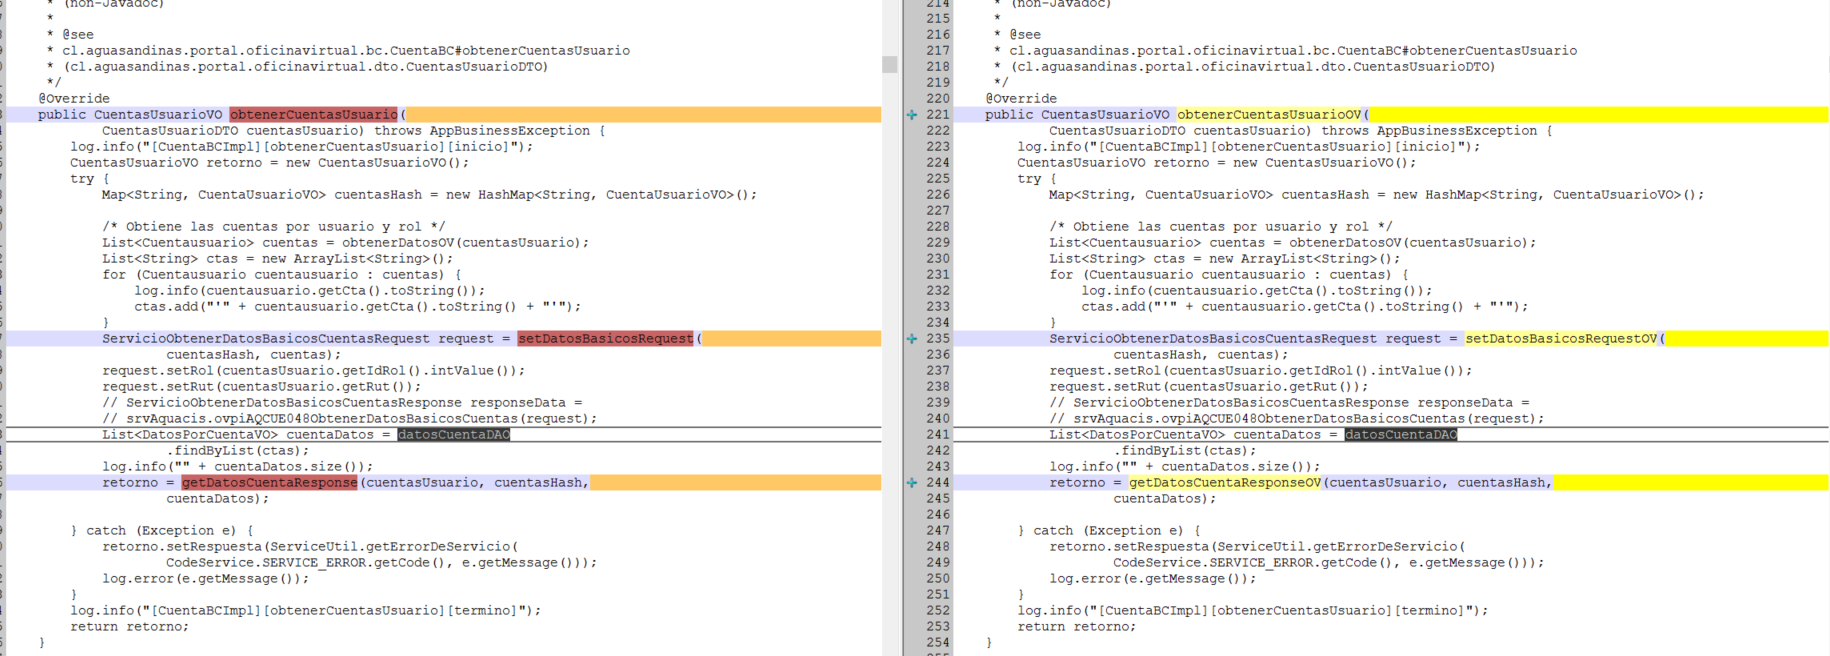 * (non-Javadoc)
*
* @see
* cl.aguasandinas.portal.oficinavirtual.bc.CuentaBC#obtenerCuentasUsuario
* (cl.aguasandinas.portal.oficinavirtual.dto.CuentasUsuarioDTO)
*/
@Override
public CuentasUsuarioVO obtenerCuentasUsuario(
CuentasUsuarioDTO cuentasUsuario) throws AppBusinessException {
log.info("[CuentaBCImpl][obtenerCuentasUsuario][inicio]");
CuentasUsuarioVO retorno = new CuentasUsuarioVO();
try {
Map<String, CuentaUsuarioVO> cuentasHash = new HashMap<String, CuentaUsuarioVO>();
/* Obtiene las cuentas por usuario y rol */
List<Cuentausuario> cuentas = obtenerDatosOV(cuentasUsuario);
List<String> ctas = new ArrayList<String>();
for (Cuentausuario cuentausuario : cuentas) {
log.info(cuentausuario.getCta().toString());
ctas.add("'" + cuentausuario.getCta().toString() + "'");
}
ServicioObtenerDatosBasicosCuentasRequest request = setDatosBasicosRequest(
cuentasHash, cuentas);
request.setRol(cuentasUsuario.getIdRol().intValue());
request.setRut(cuentasUsuario.getRut());
// ServicioObtenerDatosBasicosCuentasResponse responseData =
// srvAquacis.ovpiAQCUE048ObtenerDatosBasicosCuentas(request);
List<DatosPorCuentaVO> cuentaDatos = datosCuentaDAO
.findByList(ctas);
log.info("" + cuentaDatos.size());
retorno = getDatosCuentaResponse(cuentasUsuario, cuentasHash,
cuentaDatos);
} catch (Exception e) {
retorno.setRespuesta(ServiceUtil.getErrorDeServicio(
CodeService.SERVICE_ERROR.getCode(), e.getMessage()));
log.error(e.getMessage());
}
log.info("[CuentaBCImpl][obtenerCuentasUsuario][termino]");
return retorno;
}
214 * (non-Javadoc)
215 *
216 * @see
217 * cl.aguasandinas.portal.oficinavirtual.bc.CuentaBC#obtenerCuentasUsuario
218 * (cl.aguasandinas.portal.oficinavirtual.dto.CuentasUsuarioDTO)
219 */
220 @Override
221 public CuentasUsuarioVO obtenerCuentasUsuarioOV(
222 CuentasUsuarioDTO cuentasUsuario) throws AppBusinessException {
223 log.info("[CuentaBCImpl][obtenerCuentasUsuario][inicio]");
224 CuentasUsuarioVO retorno = new CuentasUsuarioVO();
225 try {
226 Map<String, CuentaUsuarioVO> cuentasHash = new HashMap<String, CuentaUsuarioVO>();
227
228 /* Obtiene las cuentas por usuario y rol */
229 List<Cuentausuario> cuentas = obtenerDatosOV(cuentasUsuario);
230 List<String> ctas = new ArrayList<String>();
231 for (Cuentausuario cuentausuario : cuentas) {
232 log.info(cuentausuario.getCta().toString());
233 ctas.add("'" + cuentausuario.getCta().toString() + "'");
234 }
235 ServicioObtenerDatosBasicosCuentasRequest request = setDatosBasicosRequestOV(
236 cuentasHash, cuentas);
237 request.setRol(cuentasUsuario.getIdRol().intValue());
238 request.setRut(cuentasUsuario.getRut());
239 // ServicioObtenerDatosBasicosCuentasResponse responseData =
240 // srvAquacis.ovpiAQCUE048ObtenerDatosBasicosCuentas(request);
241 List<DatosPorCuentaVO> cuentaDatos = datosCuentaDAO
242 .findByList(ctas);
243 log.info("" + cuentaDatos.size());
244 retorno = getDatosCuentaResponseOV(cuentasUsuario, cuentasHash,
245 cuentaDatos);
246
247 } catch (Exception e) {
248 retorno.setRespuesta(ServiceUtil.getErrorDeServicio(
249 CodeService.SERVICE_ERROR.getCode(), e.getMessage()));
250 log.error(e.getMessage());
251 }
252 log.info("[CuentaBCImpl][obtenerCuentasUsuario][termino]");
253 return retorno;
254 }